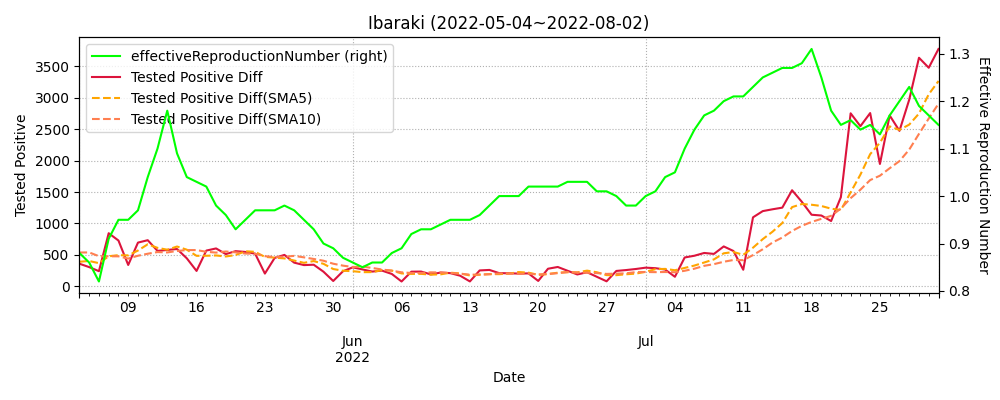 Ibaraki (2022-05-04~2022-08-02)
effectiveReproductionNumber (right)
Tested Positive Diff
Tested Positive Diff(SMA5)
Tested Positive Diff(SMA10)
Tested Positive
3500
3000
2500
2000
1500
1000
500
0
Effective Reproduction Number
1.3
1.2
1.1
1.0
0.9
0.8
09 16 23 30 06 13 20 27 04 11 18 25
Jun Jul
2022
Date